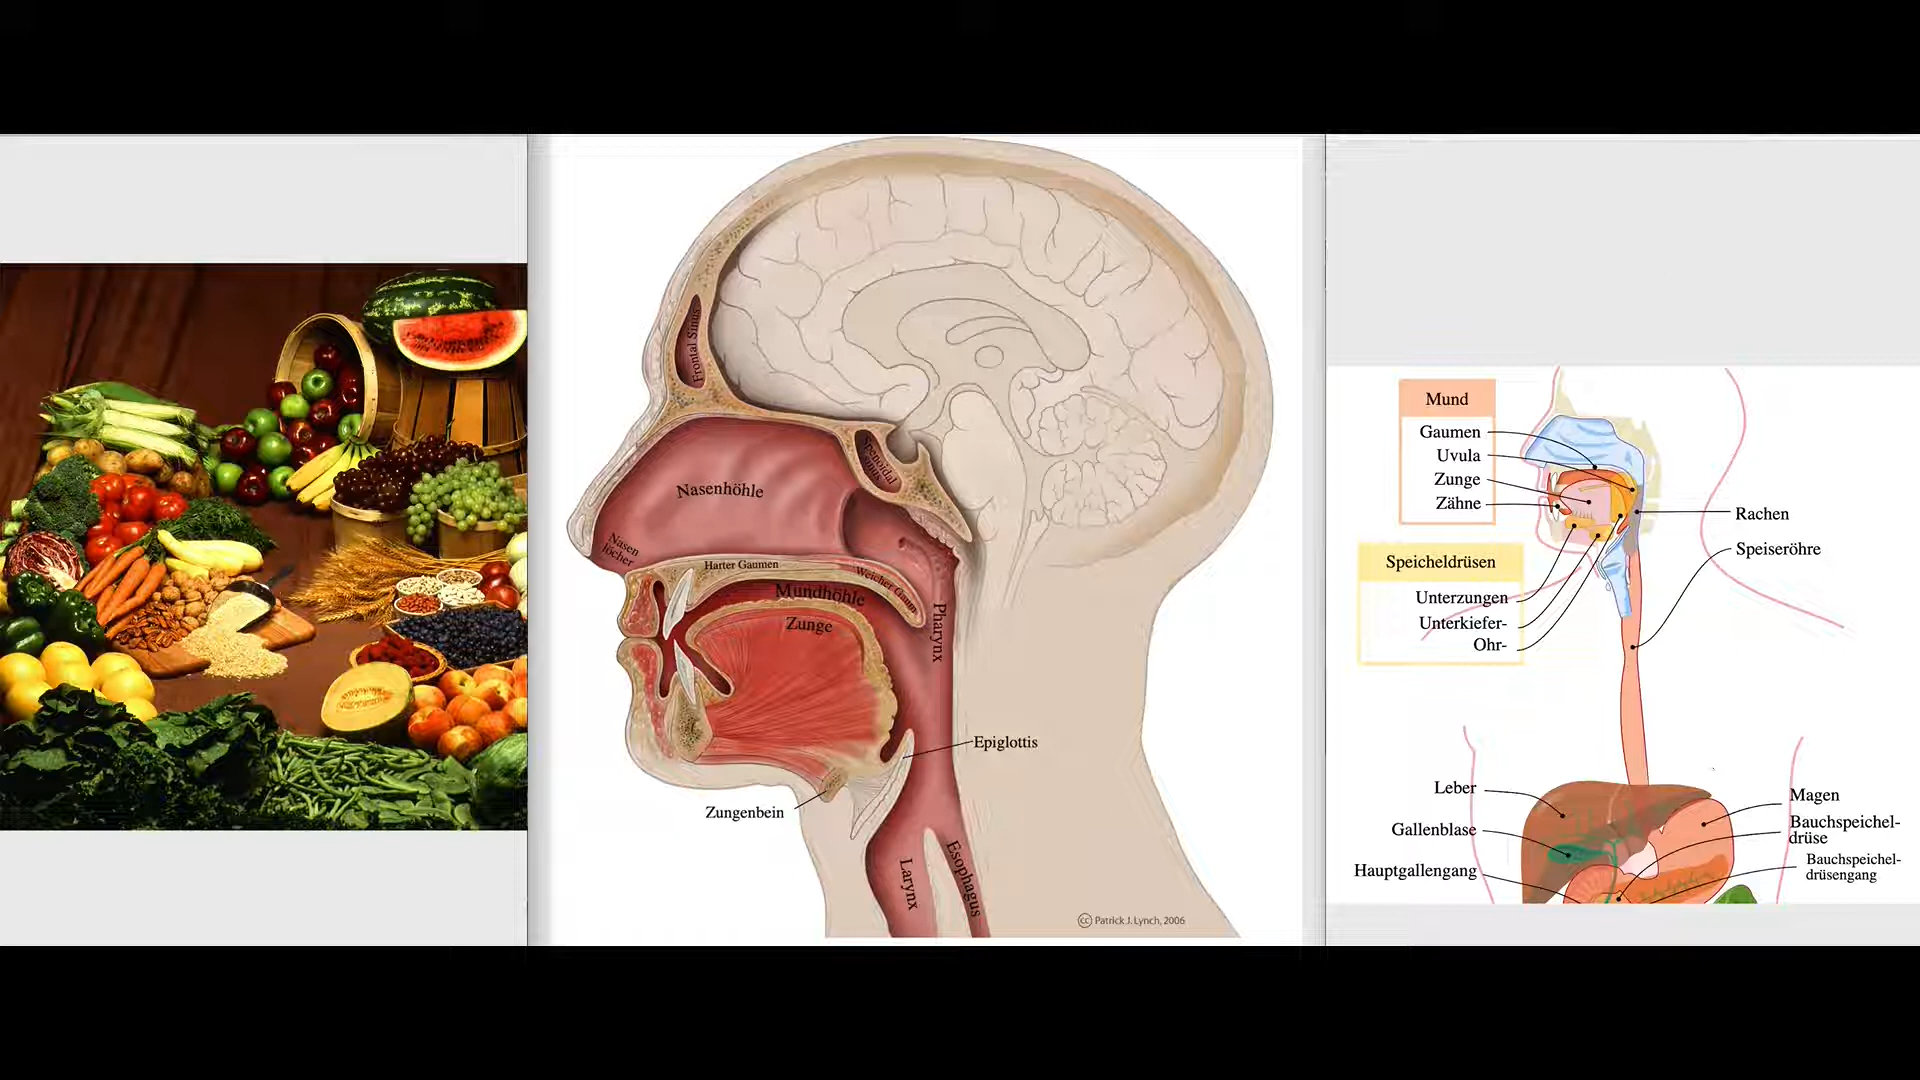 Frontal Sinus
Sphenoidal
sinus
Nasenhöhle
Nasen
löcher
Harter Gaumen
Weicher Gaum
Mundhöhle
Zunge
Pharynx
Epiglottis
Zungenbein
Larynx
Esophagus
cc Patrick J. Lynch, 2006
Mund
Gaumen
Uvula
Zunge
Zähne
Rachen
Speiseröhre
Speicheldrüsen
Unterzungen
Unterkiefer-
Ohr-
Leber
Gallenblase
Hauptgallengang
Magen
Bauchspeichel-
drüse
Bauchspeichel-
drüsengang